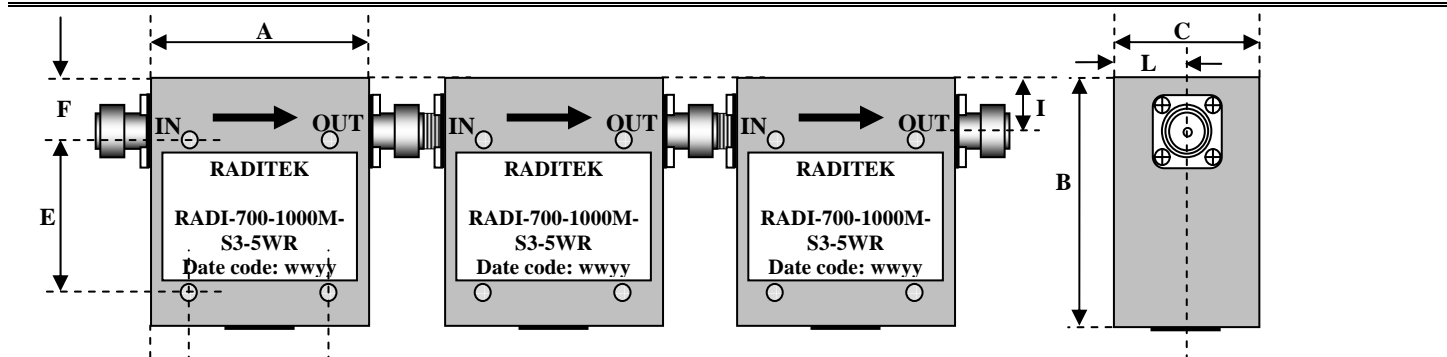 A
C
L
F
I
IN
OUT
IN
OUT
IN
OUT
B
E
RADITEK
RADI-700-1000M-
S3-5WR
Date code: wwyy
RADITEK
RADI-700-1000M-
S3-5WR
Date code: wwyy
RADITEK
RADI-700-1000M-
S3-5WR
Date code: wwyy